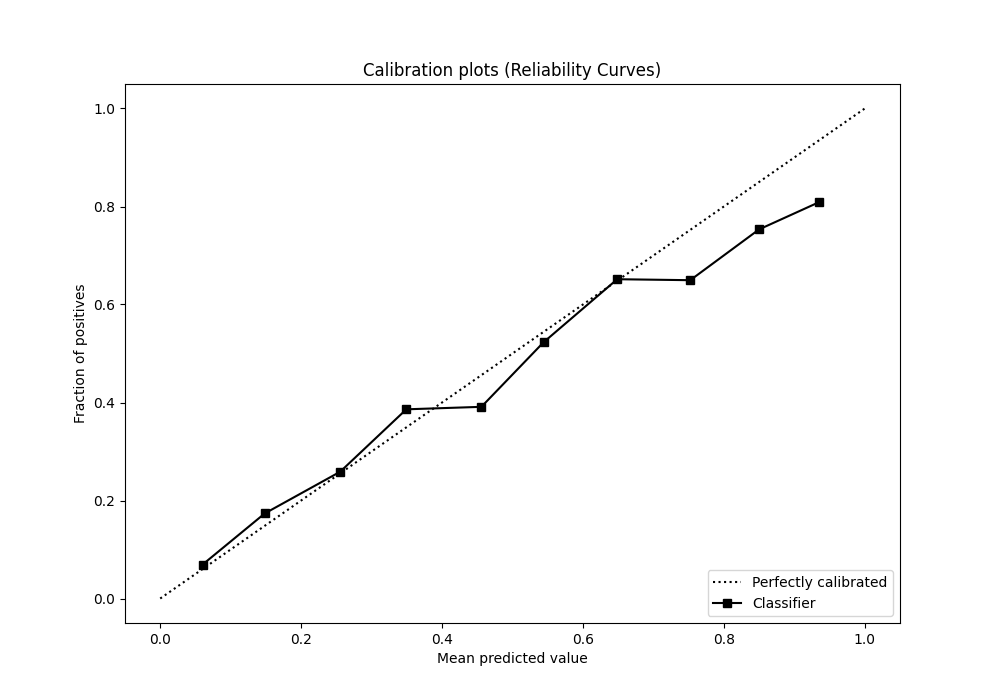 Calibration plots (Reliability Curves)
1.0
0.8
0.6
0.4
0.2
0.0
Fraction of positives
0.0 0.2 0.4 0.6 0.8 1.0
Mean predicted value
Perfectly calibrated
Classifier